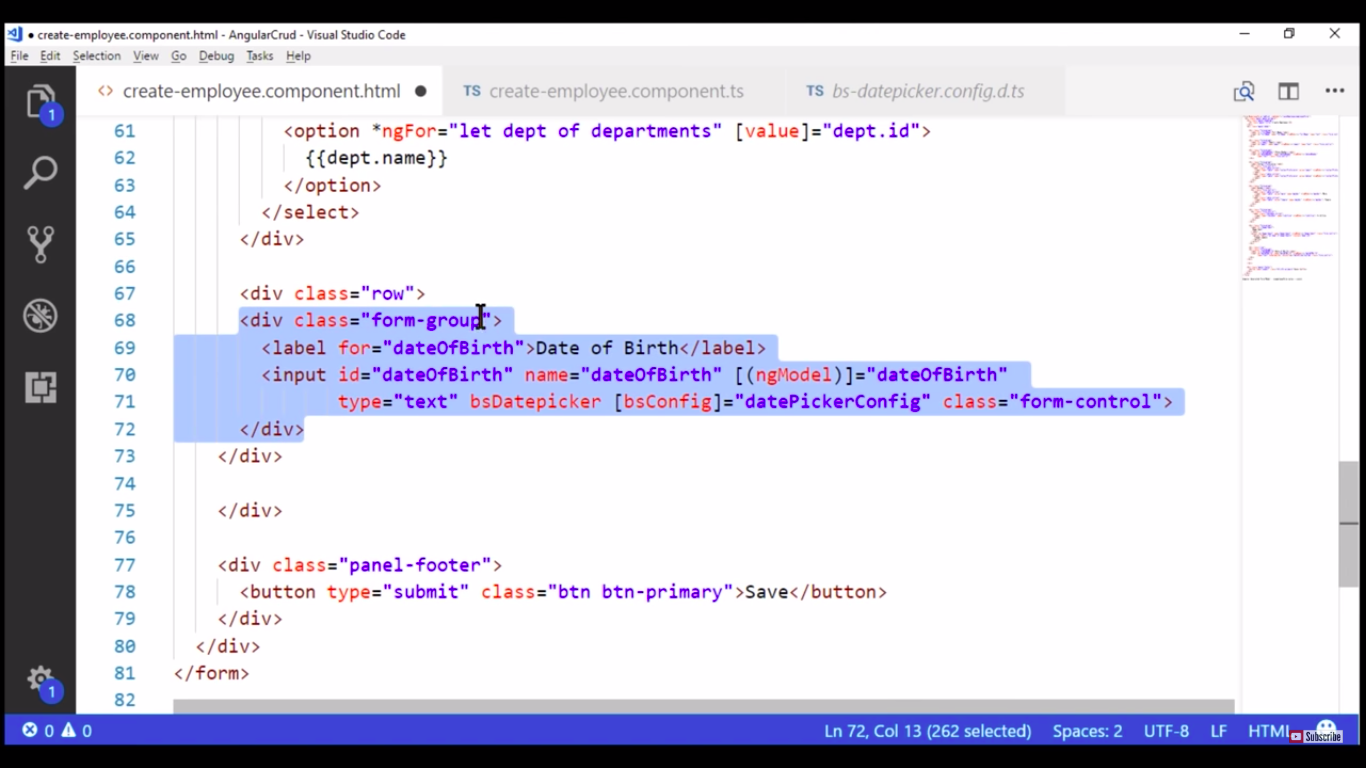 ● create-employee.component.html - AngularCrud - Visual Studio Code
File Edit Selection View Go Debug Tasks Help
<> create-employee.component.html ● TS create-employee.component.ts TS bs-datepicker.config.d.ts
1
61 <option *ngFor="let dept of departments" [value]="dept.id">
62 {{dept.name}}
63 </option>
64 </select>
65 </div>
66
67 <div class="row">
68 <div class="form-group">
69 <label for="dateOfBirth">Date of Birth</label>
70 <input id="dateOfBirth" name="dateOfBirth" [(ngModel)]="dateOfBirth"
71 type="text" bsDatepicker [bsConfig]="datePickerConfig" class="form-control">
72 </div>
73 </div>
74
75 </div>
76
77 <div class="panel-footer">
78 <button type="submit" class="btn btn-primary">Save</button>
79 </div>
80 </div>
81 </form>
82
1
0 0 Ln 72, Col 13 (262 selected) Spaces: 2 UTF-8 LF HTML Subscribe